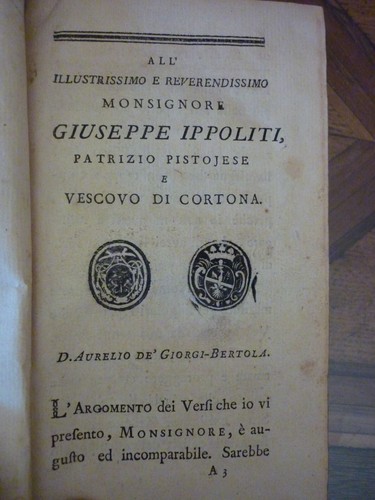 ALL'
ILLUSTRISSIMO E REVERENDISSIMO
MONSIGNORE
GIUSEPPE IPPOLITI,
PATRIZIO PISTOJESE
E
VESCOVO DI CORTONA.
D. AURELIO DE' GIORGI-BERTOLA.
L'ARGOMENTO dei Versi che io vi
presento, MONSIGNORE, è au-
gusto ed incomparabile. Sarebbe
A 3